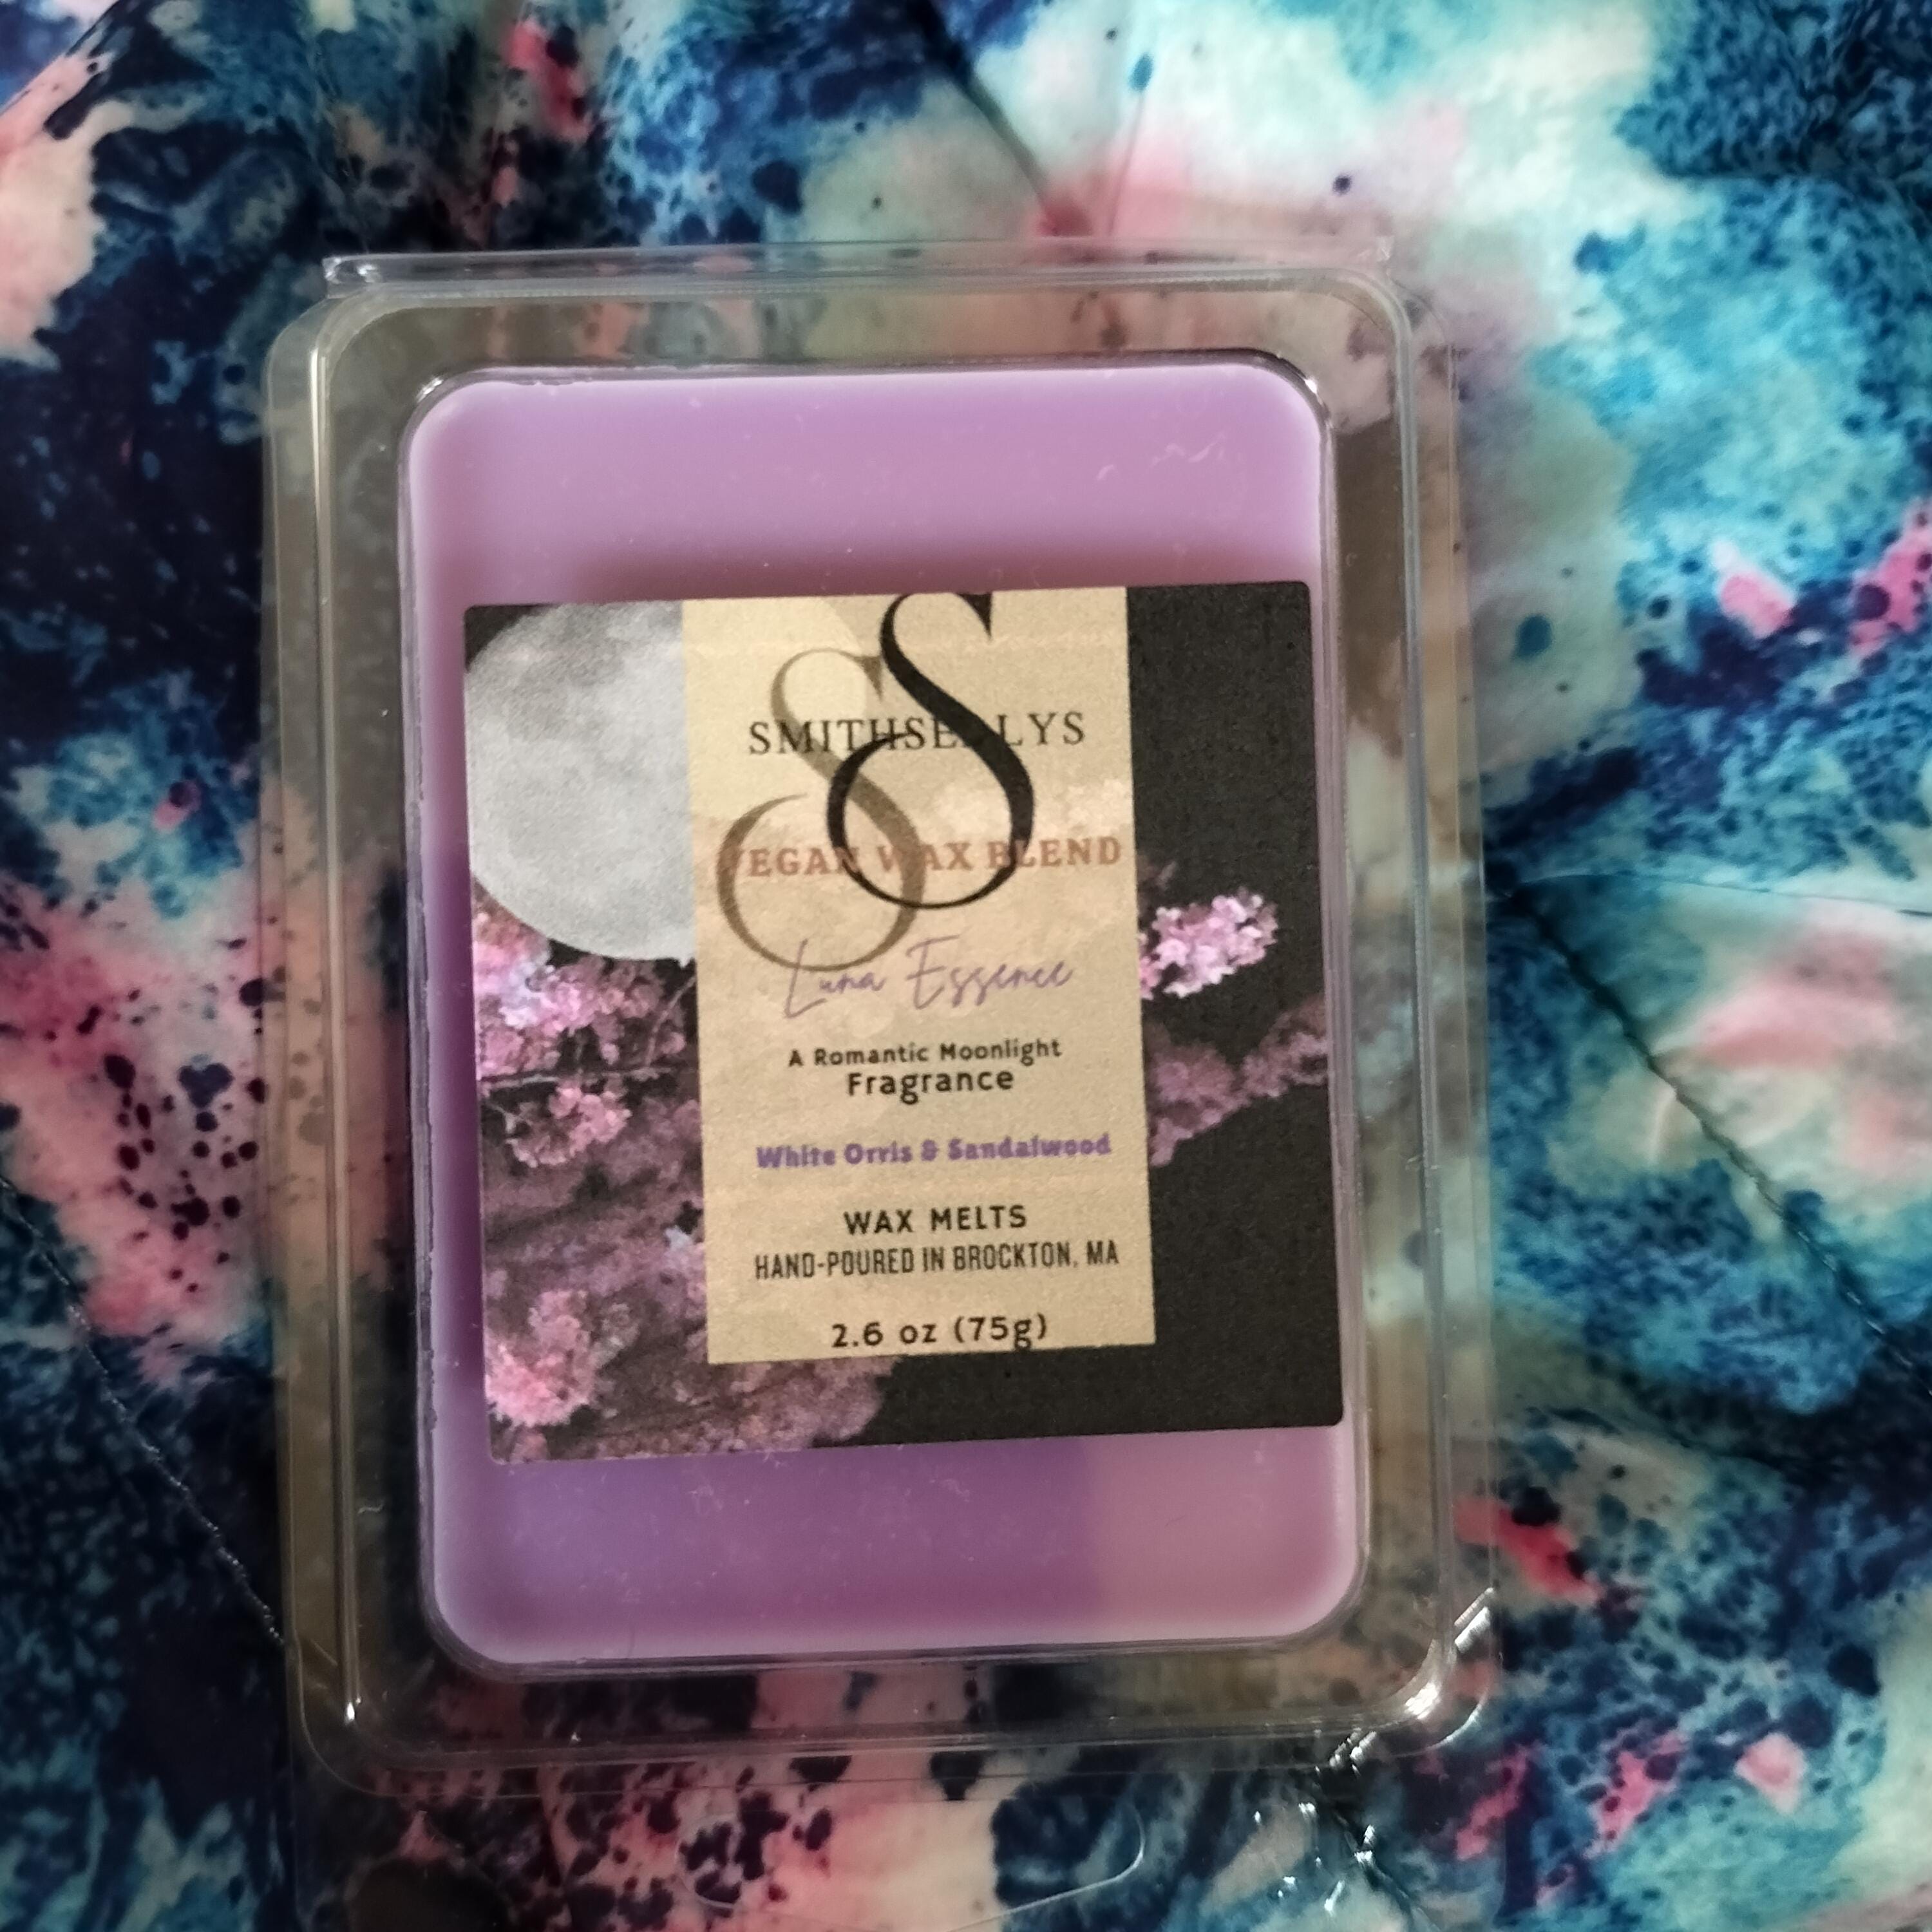 SS
VEGAN WAX BLEND
Luna Essence
A Romantic Moonlight
Fragrance
White Orris & Sandalwood
WAX MELTS
HAND-POURED IN BROCKTON, MA
2.6 oz (75g)